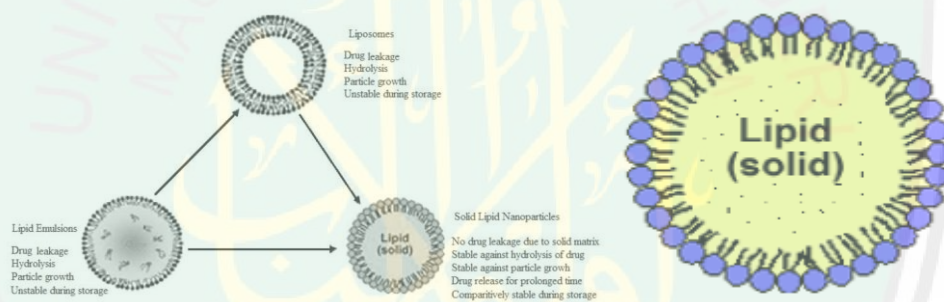 Liposomes
Drug leakage
Hydrolysis
Particle growth
Unstable during storage
Lipid Emulsions
Drug leakage
Hydrolysis
Particle growth
Unstable during storage
Lipid
(solid)
Solid Lipid Nanoparticles
No drug leakage due to solid matrix
Stable against hydrolysis of drug
Stable against particle growh
Drug release for prolonged time
Comparitively stable during storage
Lipid
(solid)